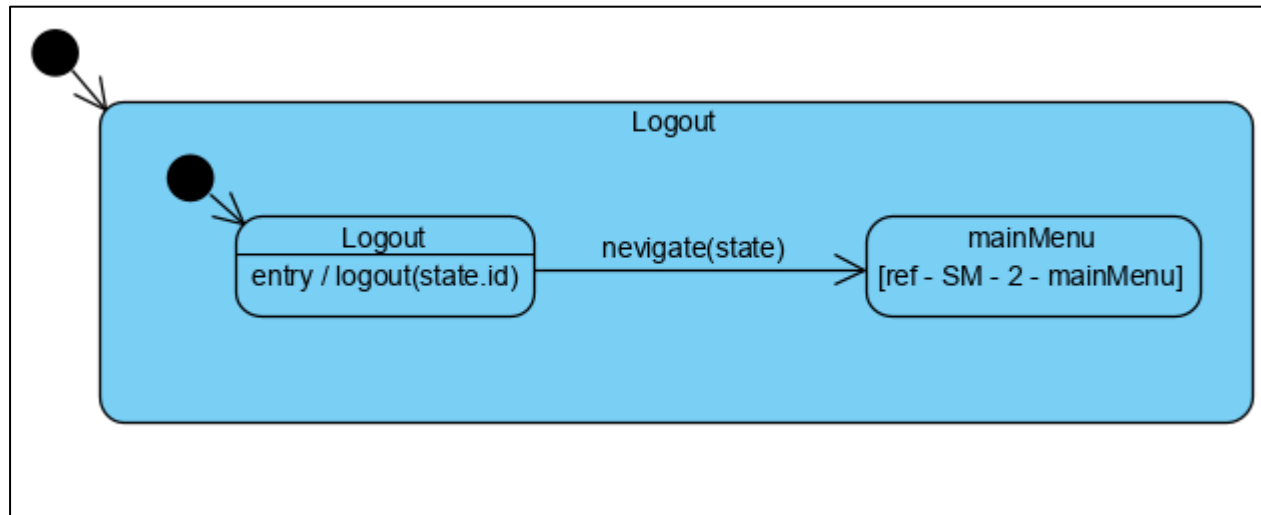 Logout
Logout
entry / logout(state.id)
nevigate(state)
mainMenu
[ref - SM - 2 - mainMenu]